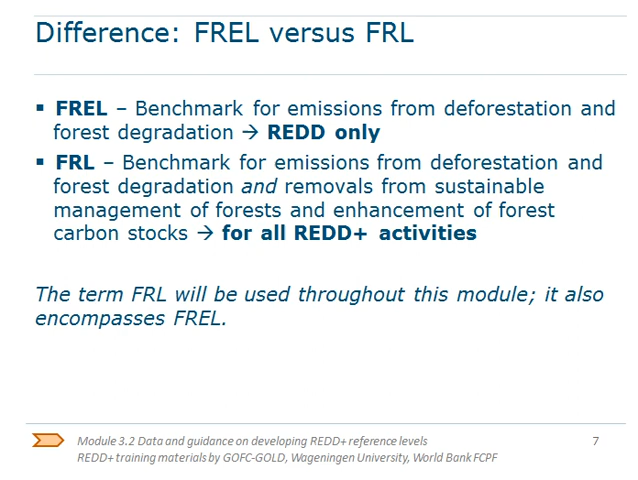 Difference: FREL versus FRL
▪ FREL – Benchmark for emissions from deforestation and
forest degradation → REDD only
▪ FRL – Benchmark for emissions from deforestation and
forest degradation and removals from sustainable
management of forests and enhancement of forest
carbon stocks → for all REDD+ activities
The term FRL will be used throughout this module; it also
encompasses FREL.
Module 3.2 Data and guidance on developing REDD+ reference levels
REDD+ training materials by GOFC-GOLD, Wageningen University, World Bank FCPF
7